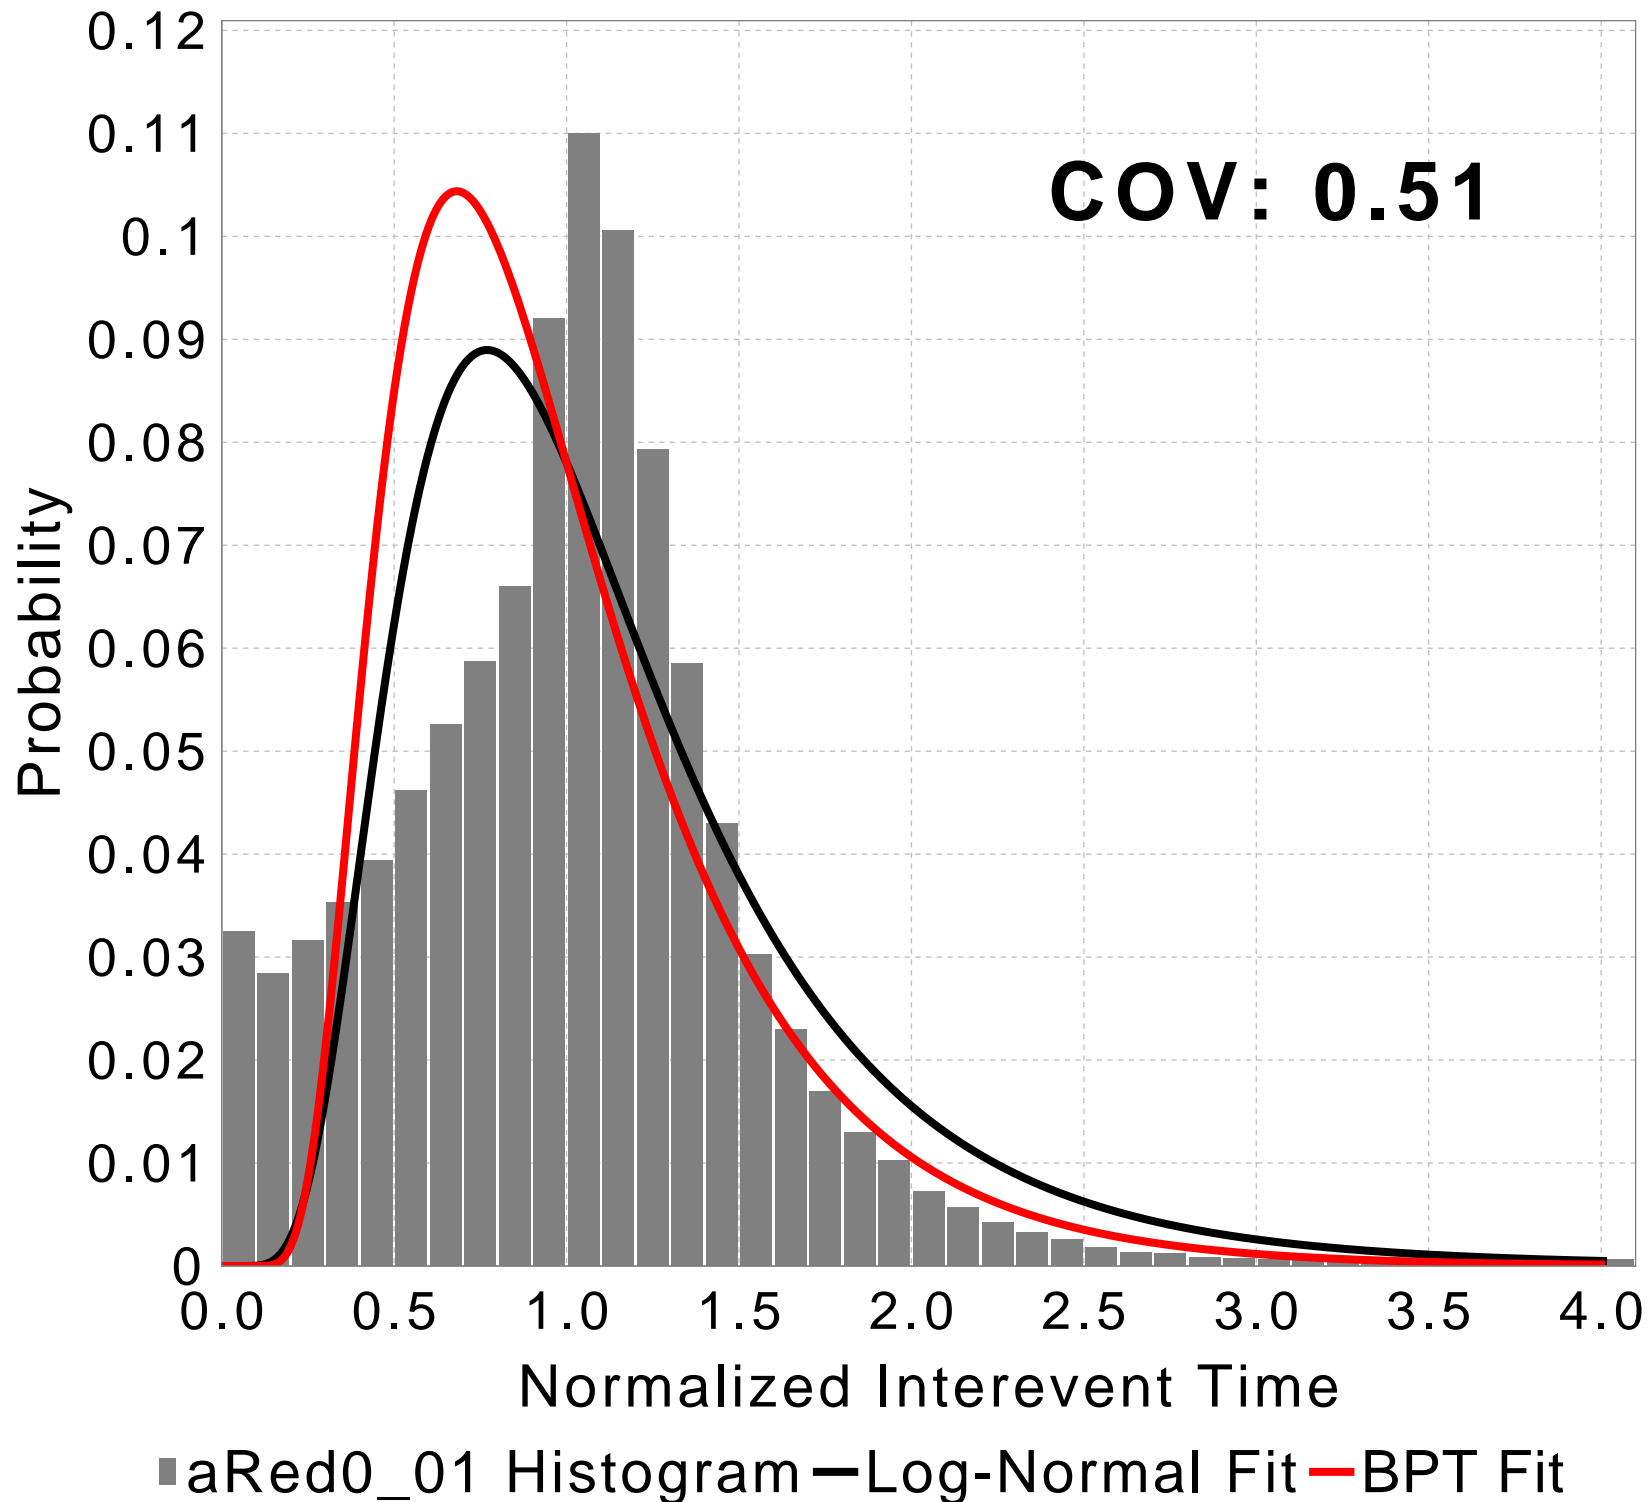 0.12
0.11
0.1
0.09
0.08
0.07
0.06
0.05
0.04
0.03
0.02
0.01
0
Probability
COV: 0.51
0.0 0.5 1.0 1.5 2.0 2.5 3.0 3.5 4.0
Normalized Interevent Time
aRed0_01 Histogram Log-Normal Fit BPT Fit